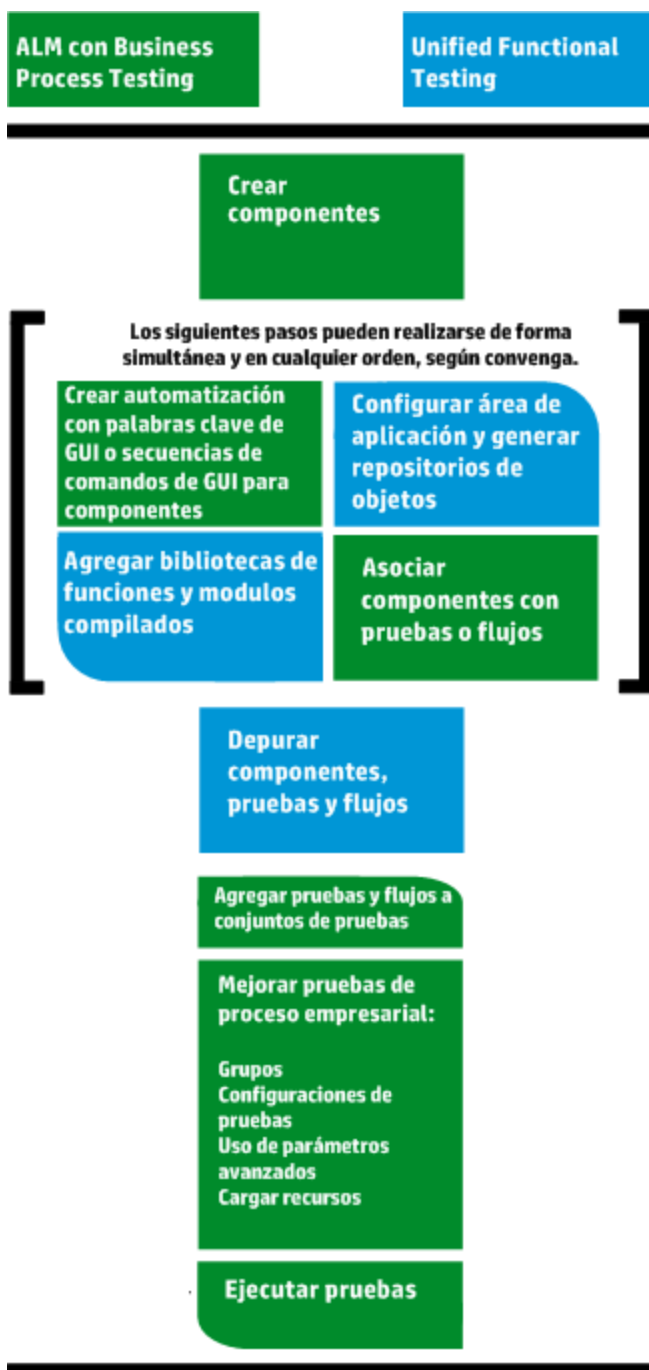 ALM con Business
Process Testing
Unified Functional
Testing
Crear
componentes
Los siguientes pasos pueden realizarse de forma
simultánea y en cualquier orden, según convenga.
Crear automatización
con palabras clave de
GUI o secuencias de
comandos de GUI para
componentes
Configurar área de
aplicación y generar
repositorios de
objetos
Agregar bibliotecas de
funciones y modulos
compilados
Asociar
componentes con
pruebas o flujos
Depurar
componentes,
pruebas y flujos
Agregar pruebas y flujos a
conjuntos de pruebas
Mejorar pruebas de
proceso empresarial:
Grupos
Configuraciones de
pruebas
Uso de parámetros
avanzados
Cargar recursos
Ejecutar pruebas